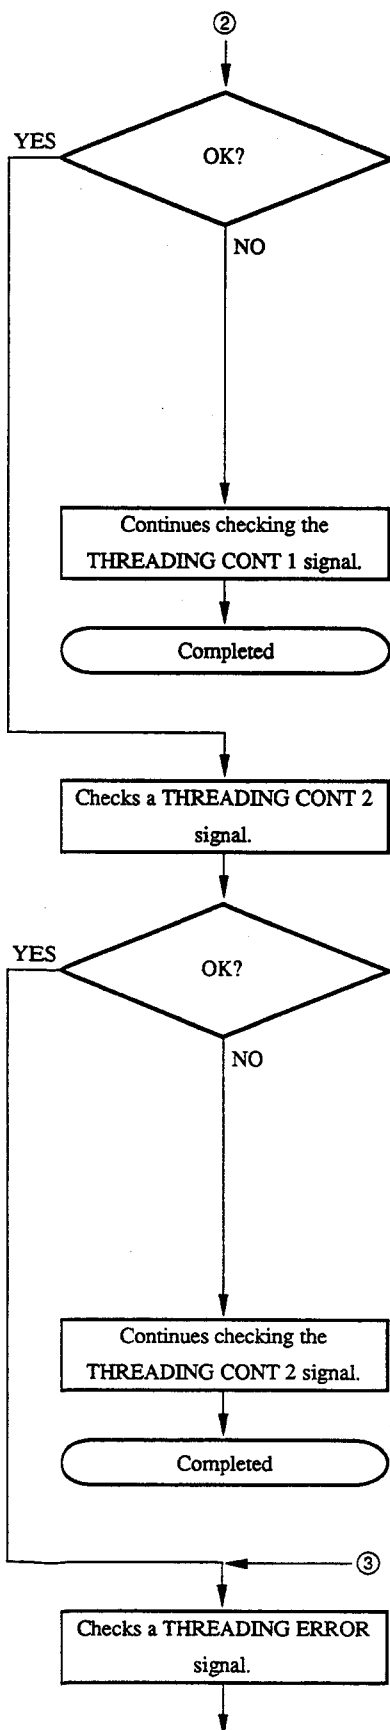 ②
YES
OK?
NO
Continues checking the
THREADING CONT 1 signal.
Completed
Checks a THREADING CONT 2
signal.
YES
OK?
NO
Continues checking the
THREADING CONT 2 signal.
Completed
③
Checks a THREADING ERROR
signal.